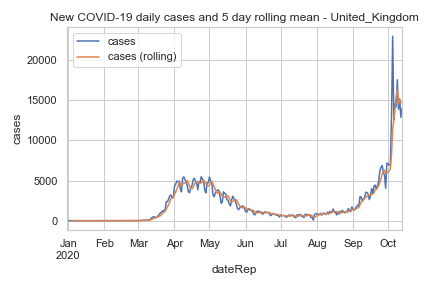 New COVID-19 daily cases and 5 day rolling mean - United_Kingdom
cases
cases (rolling)
20000
15000
10000
5000
0
cases
Jan Feb Mar Apr May Jun Jul Aug Sep Oct
2020
dateRep